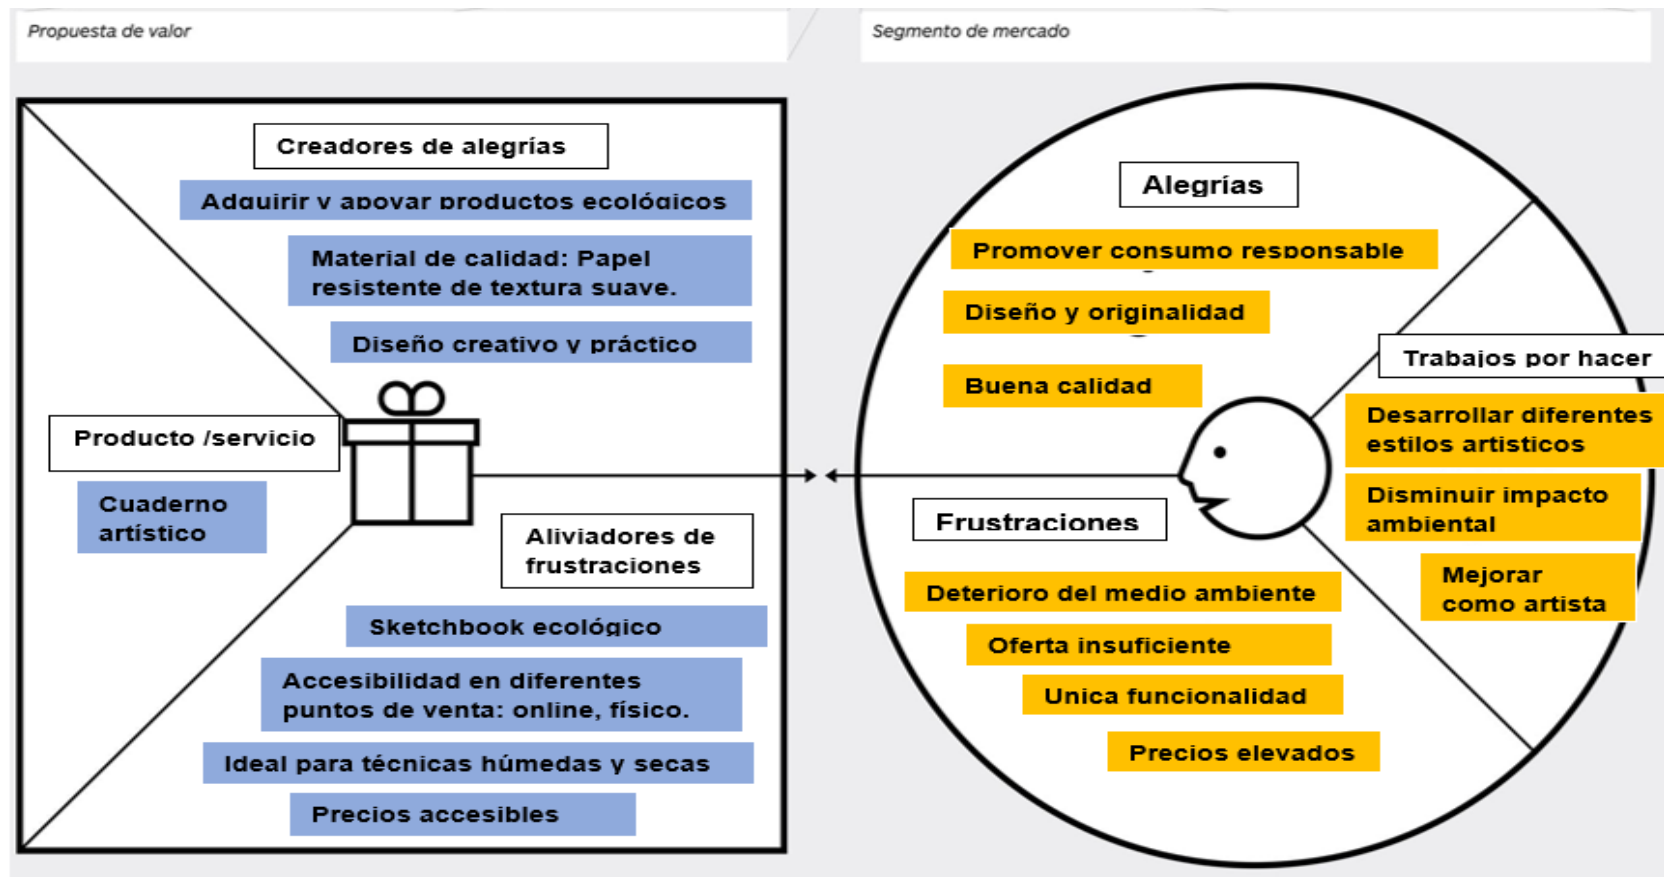 Propuesta de valor
Creadores de alegrías
Adquirir y apoyar productos ecológicos
Material de calidad: Papel
resistente de textura suave.
Diseño creativo y práctico
Producto /servicio
Cuaderno
artístico
Aliviadores de
frustraciones
Sketchbook ecológico
Accesibilidad en diferentes
puntos de venta: online, físico.
Ideal para técnicas húmedas y secas
Precios accesibles
Segmento de mercado
Alegrías
Promover consumo responsable
Diseño y originalidad
Buena calidad
Trabajos por hacer
Desarrollar diferentes
estilos artisticos
Disminuir impacto
ambiental
Mejorar
como artista
Frustraciones
Deterioro del medio ambiente
Oferta insuficiente
Unica funcionalidad
Precios elevados